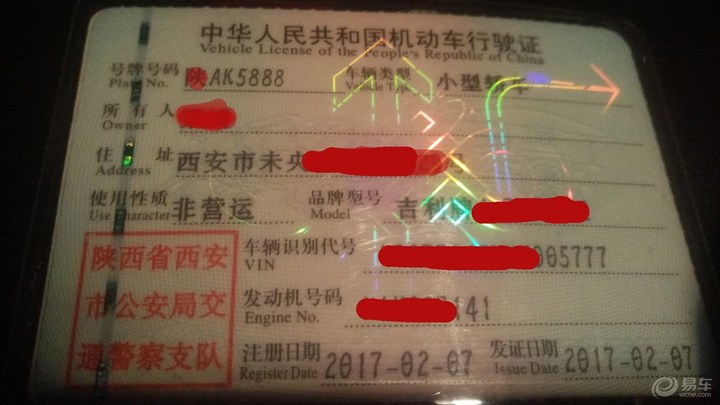 中华人民共和国机动车行驶证
Vehicle License of the People's Republic of China
号牌号码 陕AK5888 车辆类型 小型轿车
Plate No. Vehicle Type
所有人
Owner
住址 西安市未央 号
Address
使用性质 非营运 品牌型号 吉利牌
Use Character Model
陕西省西安
市公安局交
通警察支队
车辆识别代号 005777
VIN
发动机号码 141
Engine No.
注册日期 2017-02-07 发证日期 2017-02-07
Register Date Issue Date
易车
yiche.com